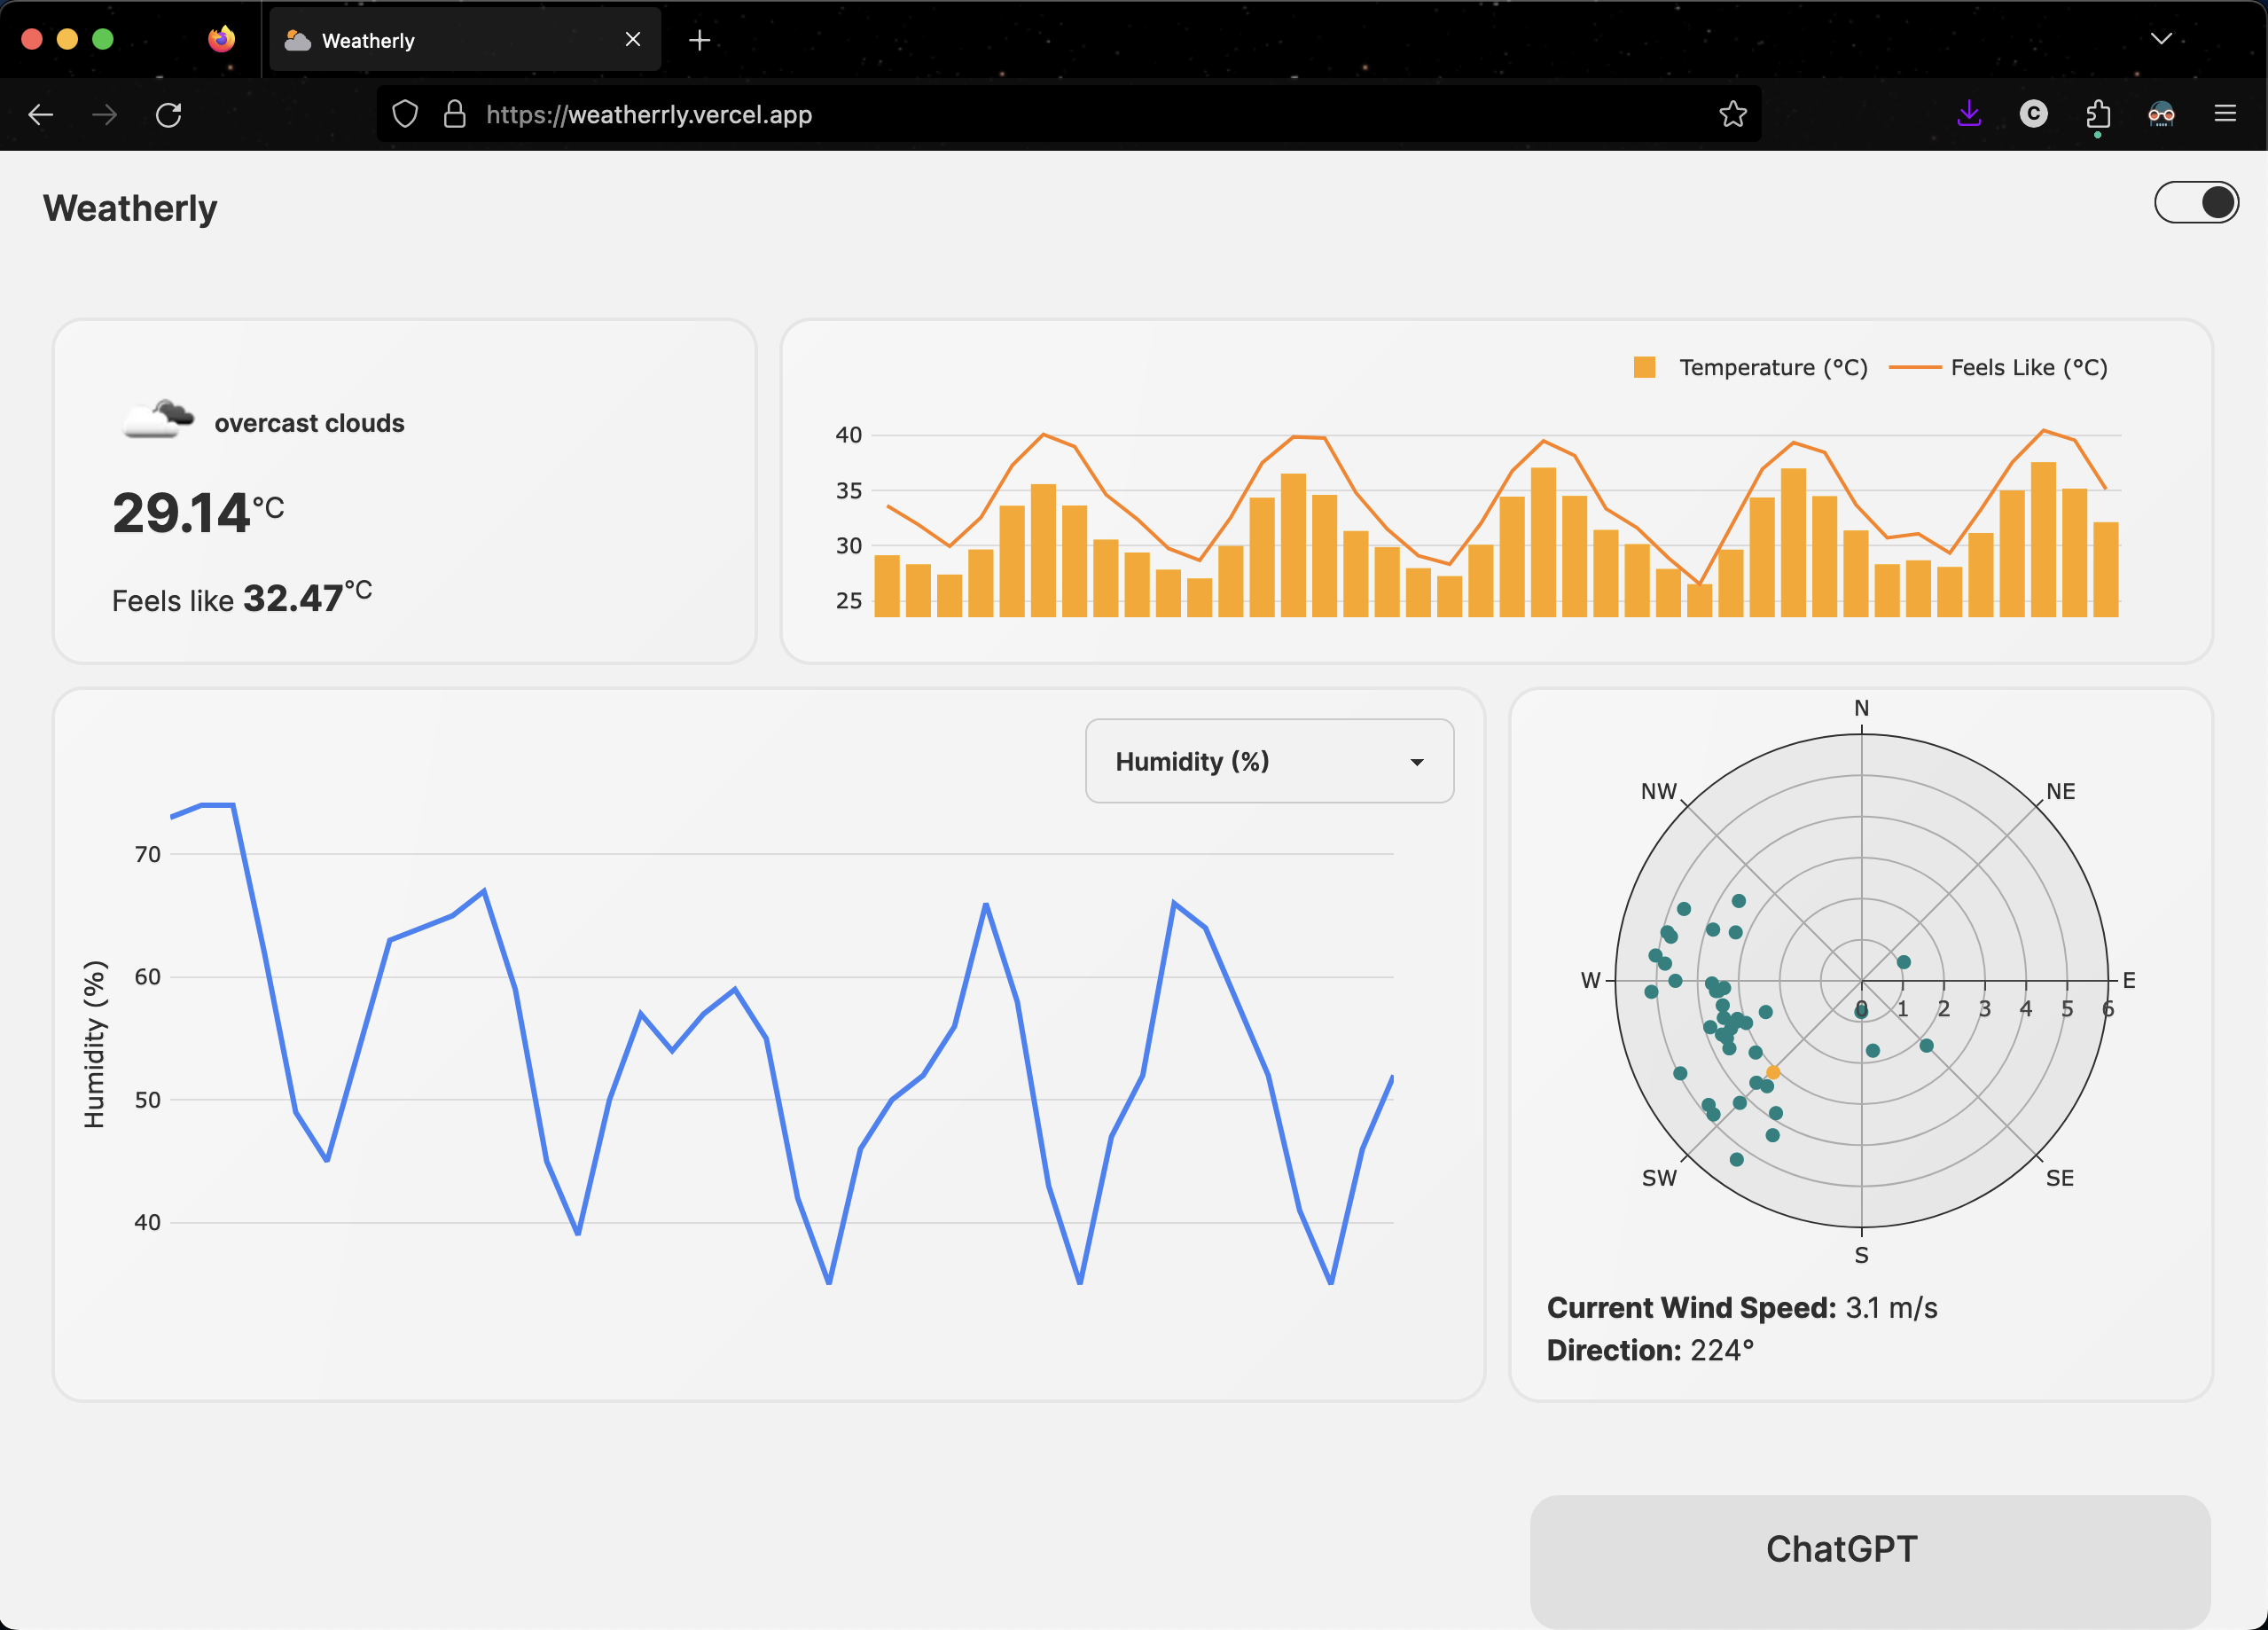 Weatherly
https://weatherrly.vercel.app
C
Weatherly
overcast clouds
29.14°C
Feels like 32.47°C
Temperature (°C) Feels Like (°C)
40
35
30
25
Humidity (%)
Humidity (%)
70
60
50
40
N
NW NE
W E
0 1 2 3 4 5 6
SW SE
S
Current Wind Speed: 3.1 m/s
Direction: 224°
ChatGPT